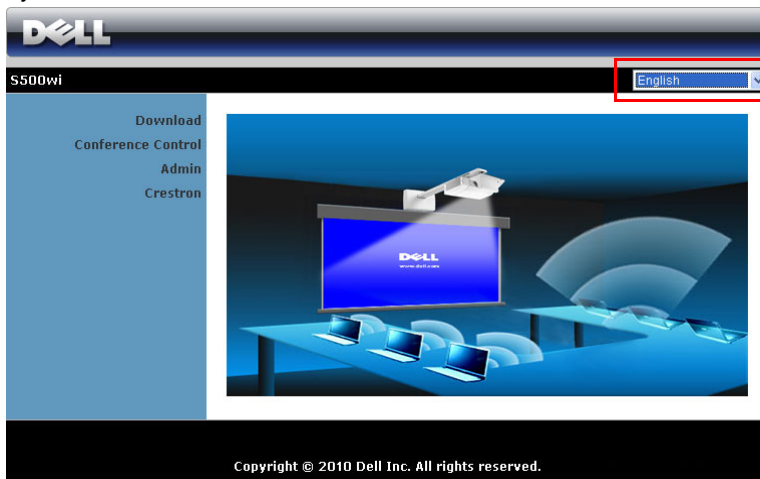 DELL
S500wi
English
Download
Conference Control
Admin
Crestron
DELL
www.dell.com
Copyright © 2010 Dell Inc. All rights reserved.